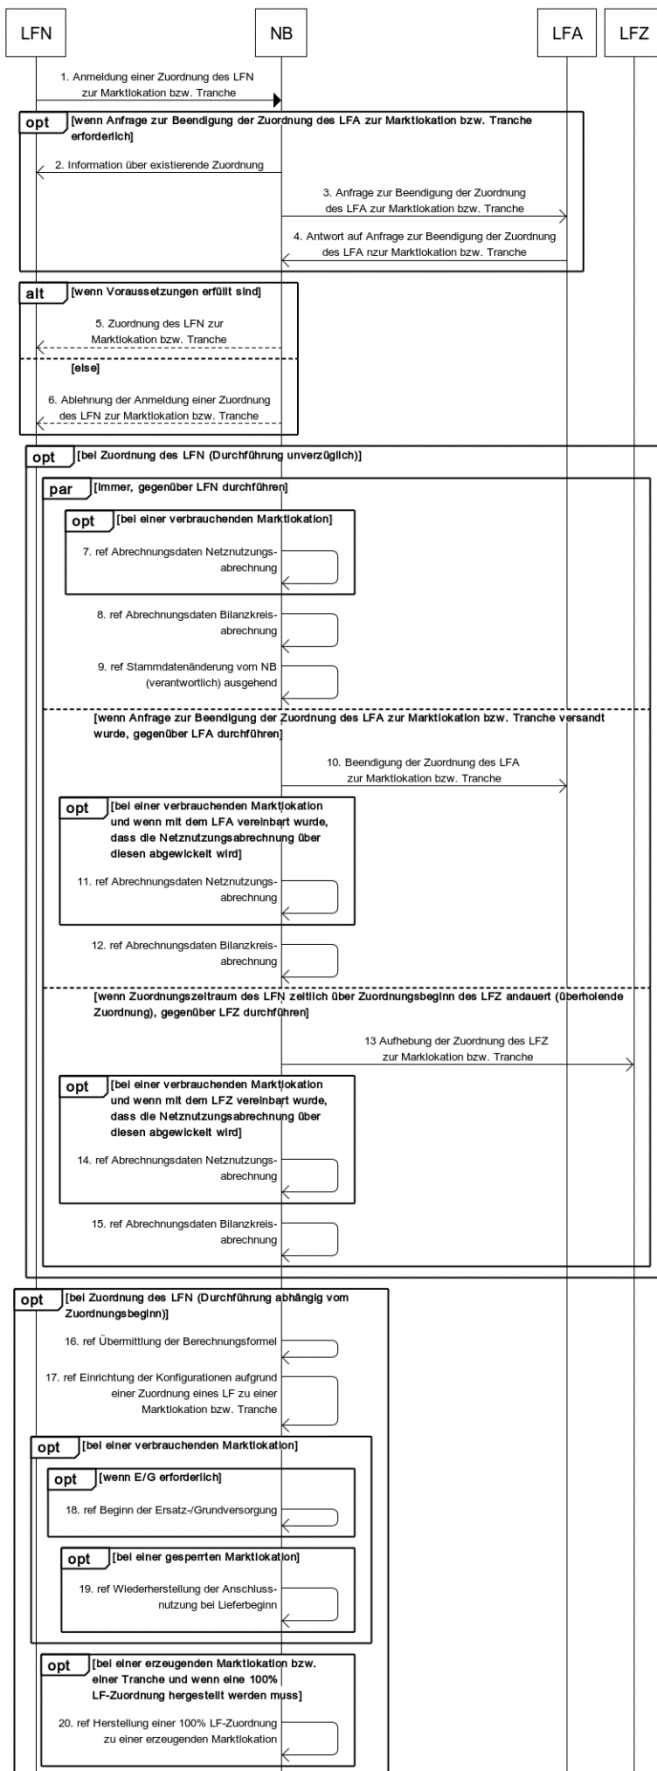 LFN NB LFA LFZ
1. Anmeldung einer Zuordnung des LFN
zur Marktlokation bzw. Tranche
opt [wenn Anfrage zur Beendigung der Zuordnung des LFA zur Marktlokation bzw. Tranche
erforderlich]
2. Information über existierende Zuordnung
3. Anfrage zur Beendigung der Zuordnung
des LFA zur Marktlokation bzw. Tranche
4. Antwort auf Anfrage zur Beendigung der Zuordnung
des LFA nzur Marktlokation bzw. Tranche
alt [wenn Voraussetzungen erfüllt sind]
5. Zuordnung des LFN zur
Marktlokation bzw. Tranche
[else]
6. Ablehnung der Anmeldung einer Zuordnung
des LFN zur Marktlokation bzw. Tranche
opt [bei Zuordnung des LFN (Durchführung unverzüglich)]
par [Immer, gegenüber LFN durchführen]
opt [bei einer verbrauchenden Marktlokation]
7. ref Abrechnungsdaten Netznutzungs-
abrechnung
8. ref Abrechnungsdaten Bilanzkreis-
abrechnung
9. ref Stammdatenänderung vom NB
(verantwortlich) ausgehend
[wenn Anfrage zur Beendigung der Zuordnung des LFA zur Marktlokation bzw. Tranche versandt
wurde, gegenüber LFA durchführen]
10. Beendigung der Zuordnung des LFA
zur Marktlokation bzw. Tranche
opt [bei einer verbrauchenden Marktlokation
und wenn mit dem LFA vereinbart wurde,
dass die Netznutzungsabrechnung über
diesen abgewickelt wird]
11. ref Abrechnungsdaten Netznutzungs-
abrechnung
12. ref Abrechnungsdaten Bilanzkreis-
abrechnung
[wenn Zuordnungszeitraum des LFN zeitlich über Zuordnungsbeginn des LFZ andauert (überholende
Zuordnung), gegenüber LFZ durchführen]
13 Aufhebung der Zuordnung des LFZ
zur Marklokation bzw. Tranche
opt [bei einer verbrauchenden Marktlokation
und wenn mit dem LFZ vereinbart wurde,
dass die Netznutzungsabrechnung über
diesen abgewickelt wird]
14. ref Abrechnungsdaten Netznutzungs-
abrechnung
15. ref Abrechnungsdaten Bilanzkreis-
abrechnung
opt [bei Zuordnung des LFN (Durchführung abhängig vom
Zuordnungsbeginn)]
16. ref Übermittlung der Berechnungsformel
17. ref Einrichtung der Konfigurationen aufgrund
einer Zuordnung eines LF zu einer
Marktlokation bzw. Tranche
opt [bei einer verbrauchenden Marktlokation]
opt [wenn E/G erforderlich]
18. ref Beginn der Ersatz-/Grundversorgung
opt [bei einer gesperrten Marktlokation]
19. ref Wiederherstellung der Anschluss-
nutzung bei Lieferbeginn
opt [bei einer erzeugenden Marktlokation bzw.
einer Tranche und wenn eine 100%
LF-Zuordnung hergestellt werden muss]
20. ref Herstellung einer 100% LF-Zuordnung
zu einer erzeugenden Marktlokation